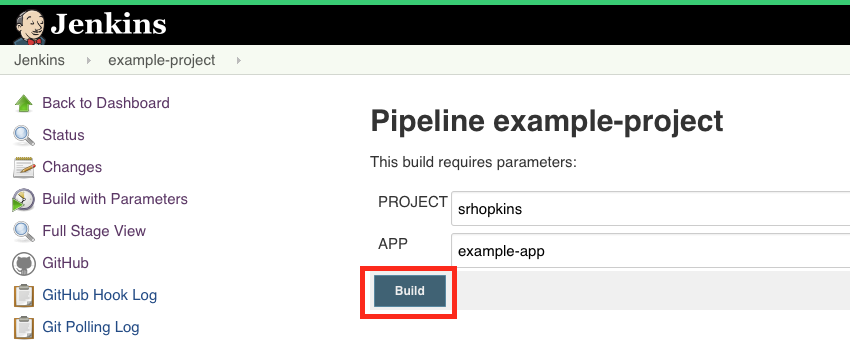 Jenkins
Jenkins example-project
Back to Dashboard
Status
Changes
Build with Parameters
Full Stage View
GitHub
GitHub Hook Log
Git Polling Log
Pipeline example-project
This build requires parameters:
PROJECT srhopkins
APP example-app
Build